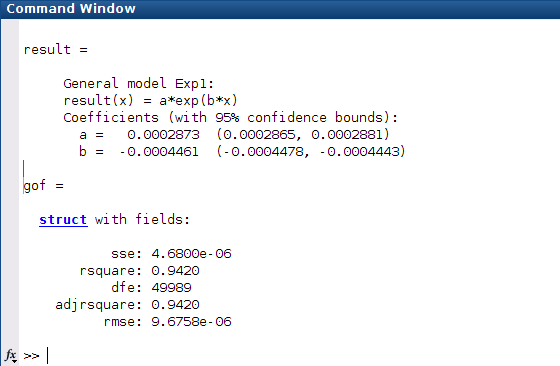 Command Window
result =
General model Exp1:
result(x) = a*exp(b*x)
Coefficients (with 95% confidence bounds):
a = 0.0002873 (0.0002865, 0.0002881)
b = -0.0004461 (-0.0004478, -0.0004443)
gof =
struct with fields:
sse: 4.6800e-06
rsquare: 0.9420
dfe: 49989
adjrsquare: 0.9420
rmse: 9.6758e-06
fx >>